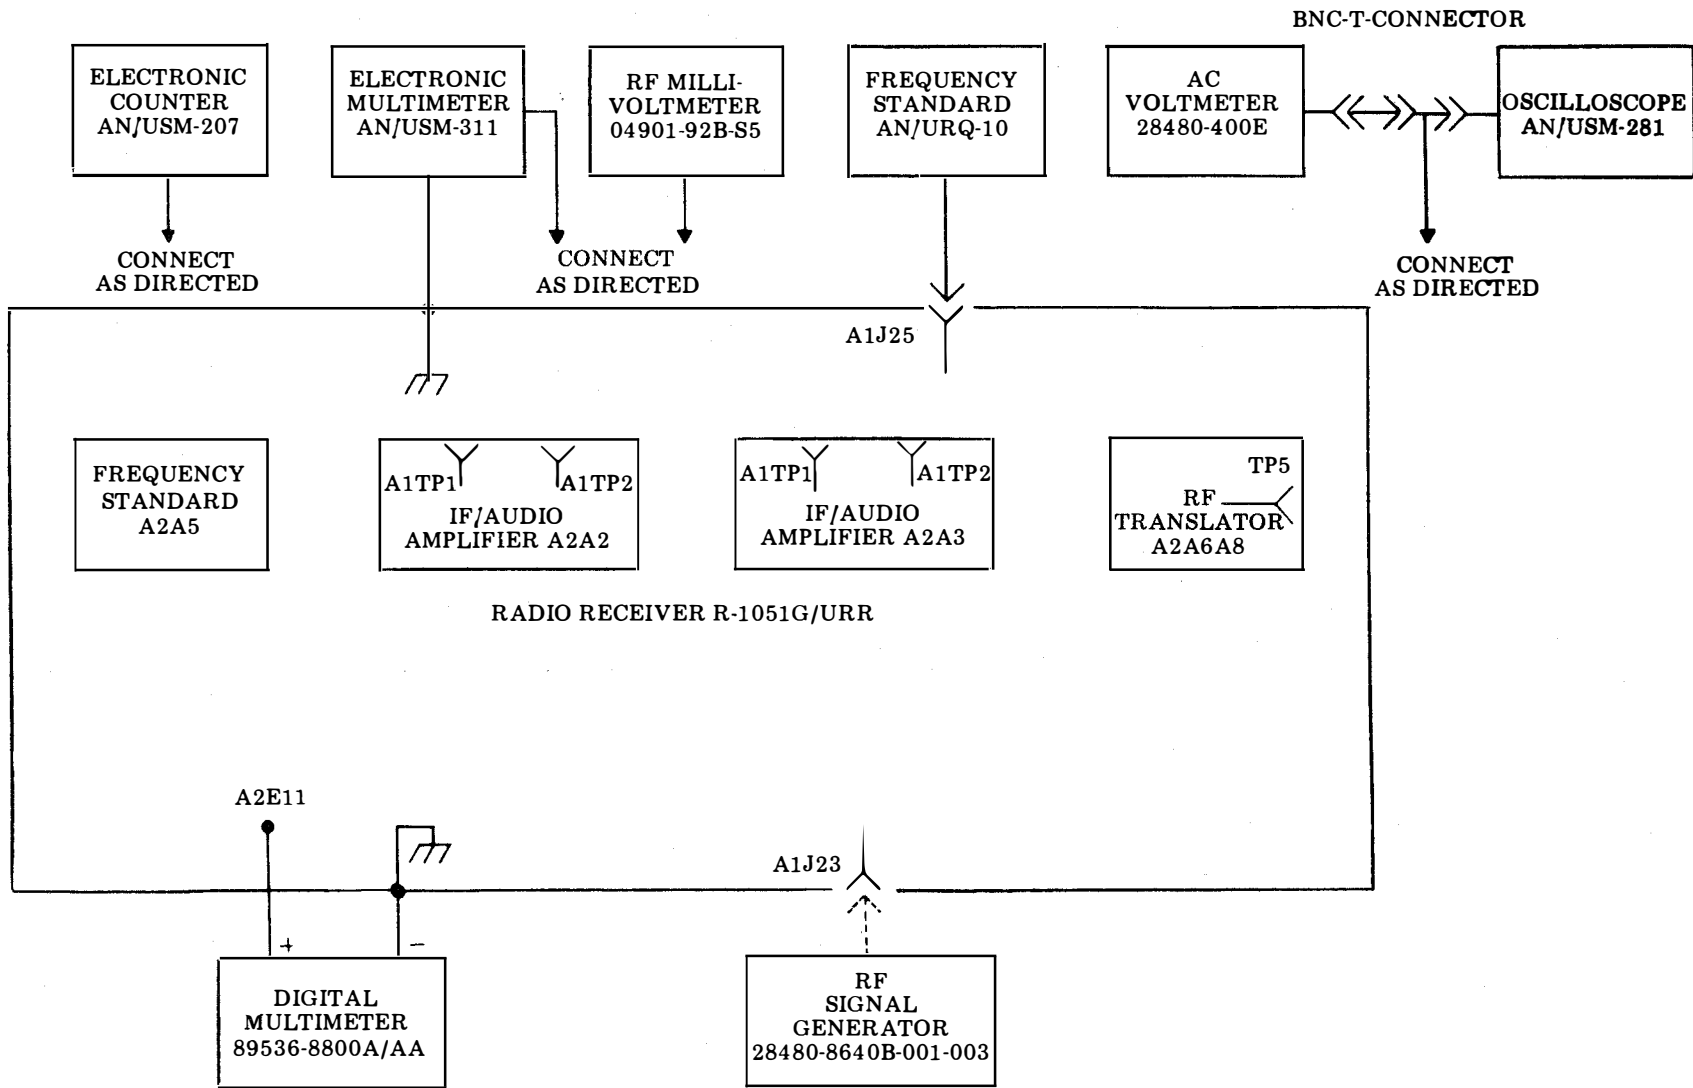 BNC-T-CONNECTOR
ELECTRONIC
COUNTER
AN/USM-207
ELECTRONIC
MULTIMETER
AN/USM-311
RF MILLI-
VOLTMETER
04901-92B-S5
FREQUENCY
STANDARD
AN/URQ-10
AC
VOLTMETER
28480-400E
OSCILLOSCOPE
AN/USM-281
CONNECT
AS DIRECTED
CONNECT
AS DIRECTED
CONNECT
AS DIRECTED
A1J25
FREQUENCY
STANDARD
A2A5
A1TP1
A1TP2
IF/AUDIO
AMPLIFIER A2A2
A1TP1
A1TP2
IF/AUDIO
AMPLIFIER A2A3
TP5
RF
TRANSLATOR
A2A6A8
RADIO RECEIVER R-1051G/URR
A2E11
A1J23
+
-
DIGITAL
MULTIMETER
89536-8800A/AA
RF
SIGNAL
GENERATOR
28480-8640B-001-003